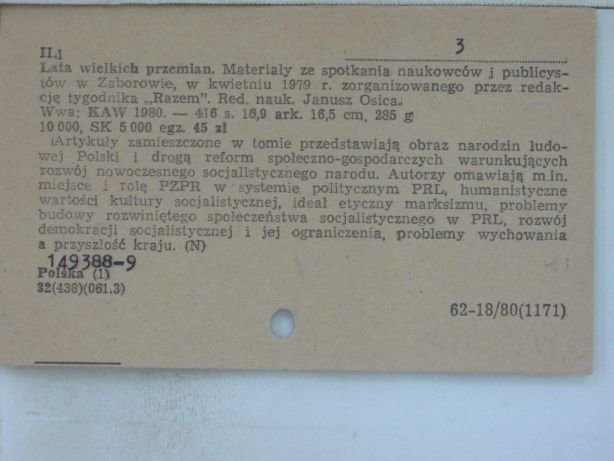 3
II.1
Lata wielkich przemian. Materiały ze spotkania naukowców i publicys-
tów w Zaborowie, w kwietniu 1979 r. zorganizowanego przez redak-
cję tygodnika „Razem". Red. nauk. Janusz Osica.
Wwa: KAW 1980. — 416 s. 16,9 ark. 16,5 cm, 285 g
10 000, SK 5 000 egz. 45 zł
Artykuły zamieszczone w tomie przedstawiają obraz narodzin ludo-
wej Polski i drogą reform społeczno-gospodarczych warunkujących
rozwój nowoczesnego socjalistycznego narodu. Autorzy omawiają m.in.
miejsce i rolę PZPR w systemie politycznym PRL, humanistyczne
wartości kultury socjalistycznej, ideał etyczny marksizmu, problemy
budowy rozwiniętego społeczeństwa socjalistycznego w PRL, rozwój
demokracji socjalistycznej i jej ograniczenia, problemy wychowania
a przyszłość kraju. (N)
149388-9
Polska (1)
32(438)(061.3)
62-18/80(1171)